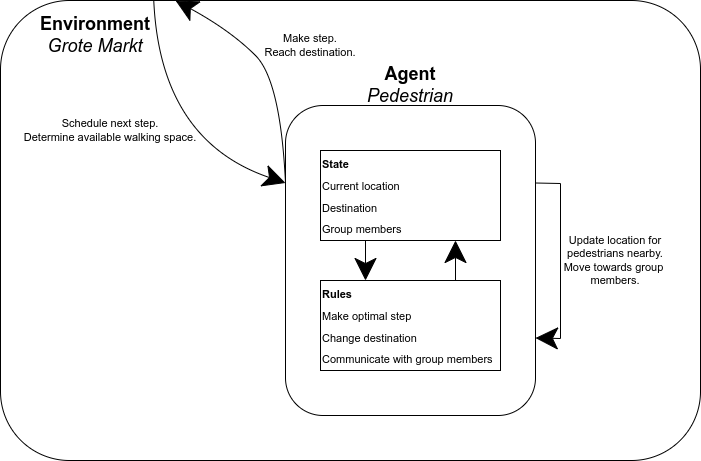 Environment
Grote Markt
Make step.
Reach destination.
Agent
Pedestrian
Schedule next step.
Determine available walking space.
State
Current location
Destination
Group members
Update location for
pedestrians nearby.
Move towards group
members.
Rules
Make optimal step
Change destination
Communicate with group members